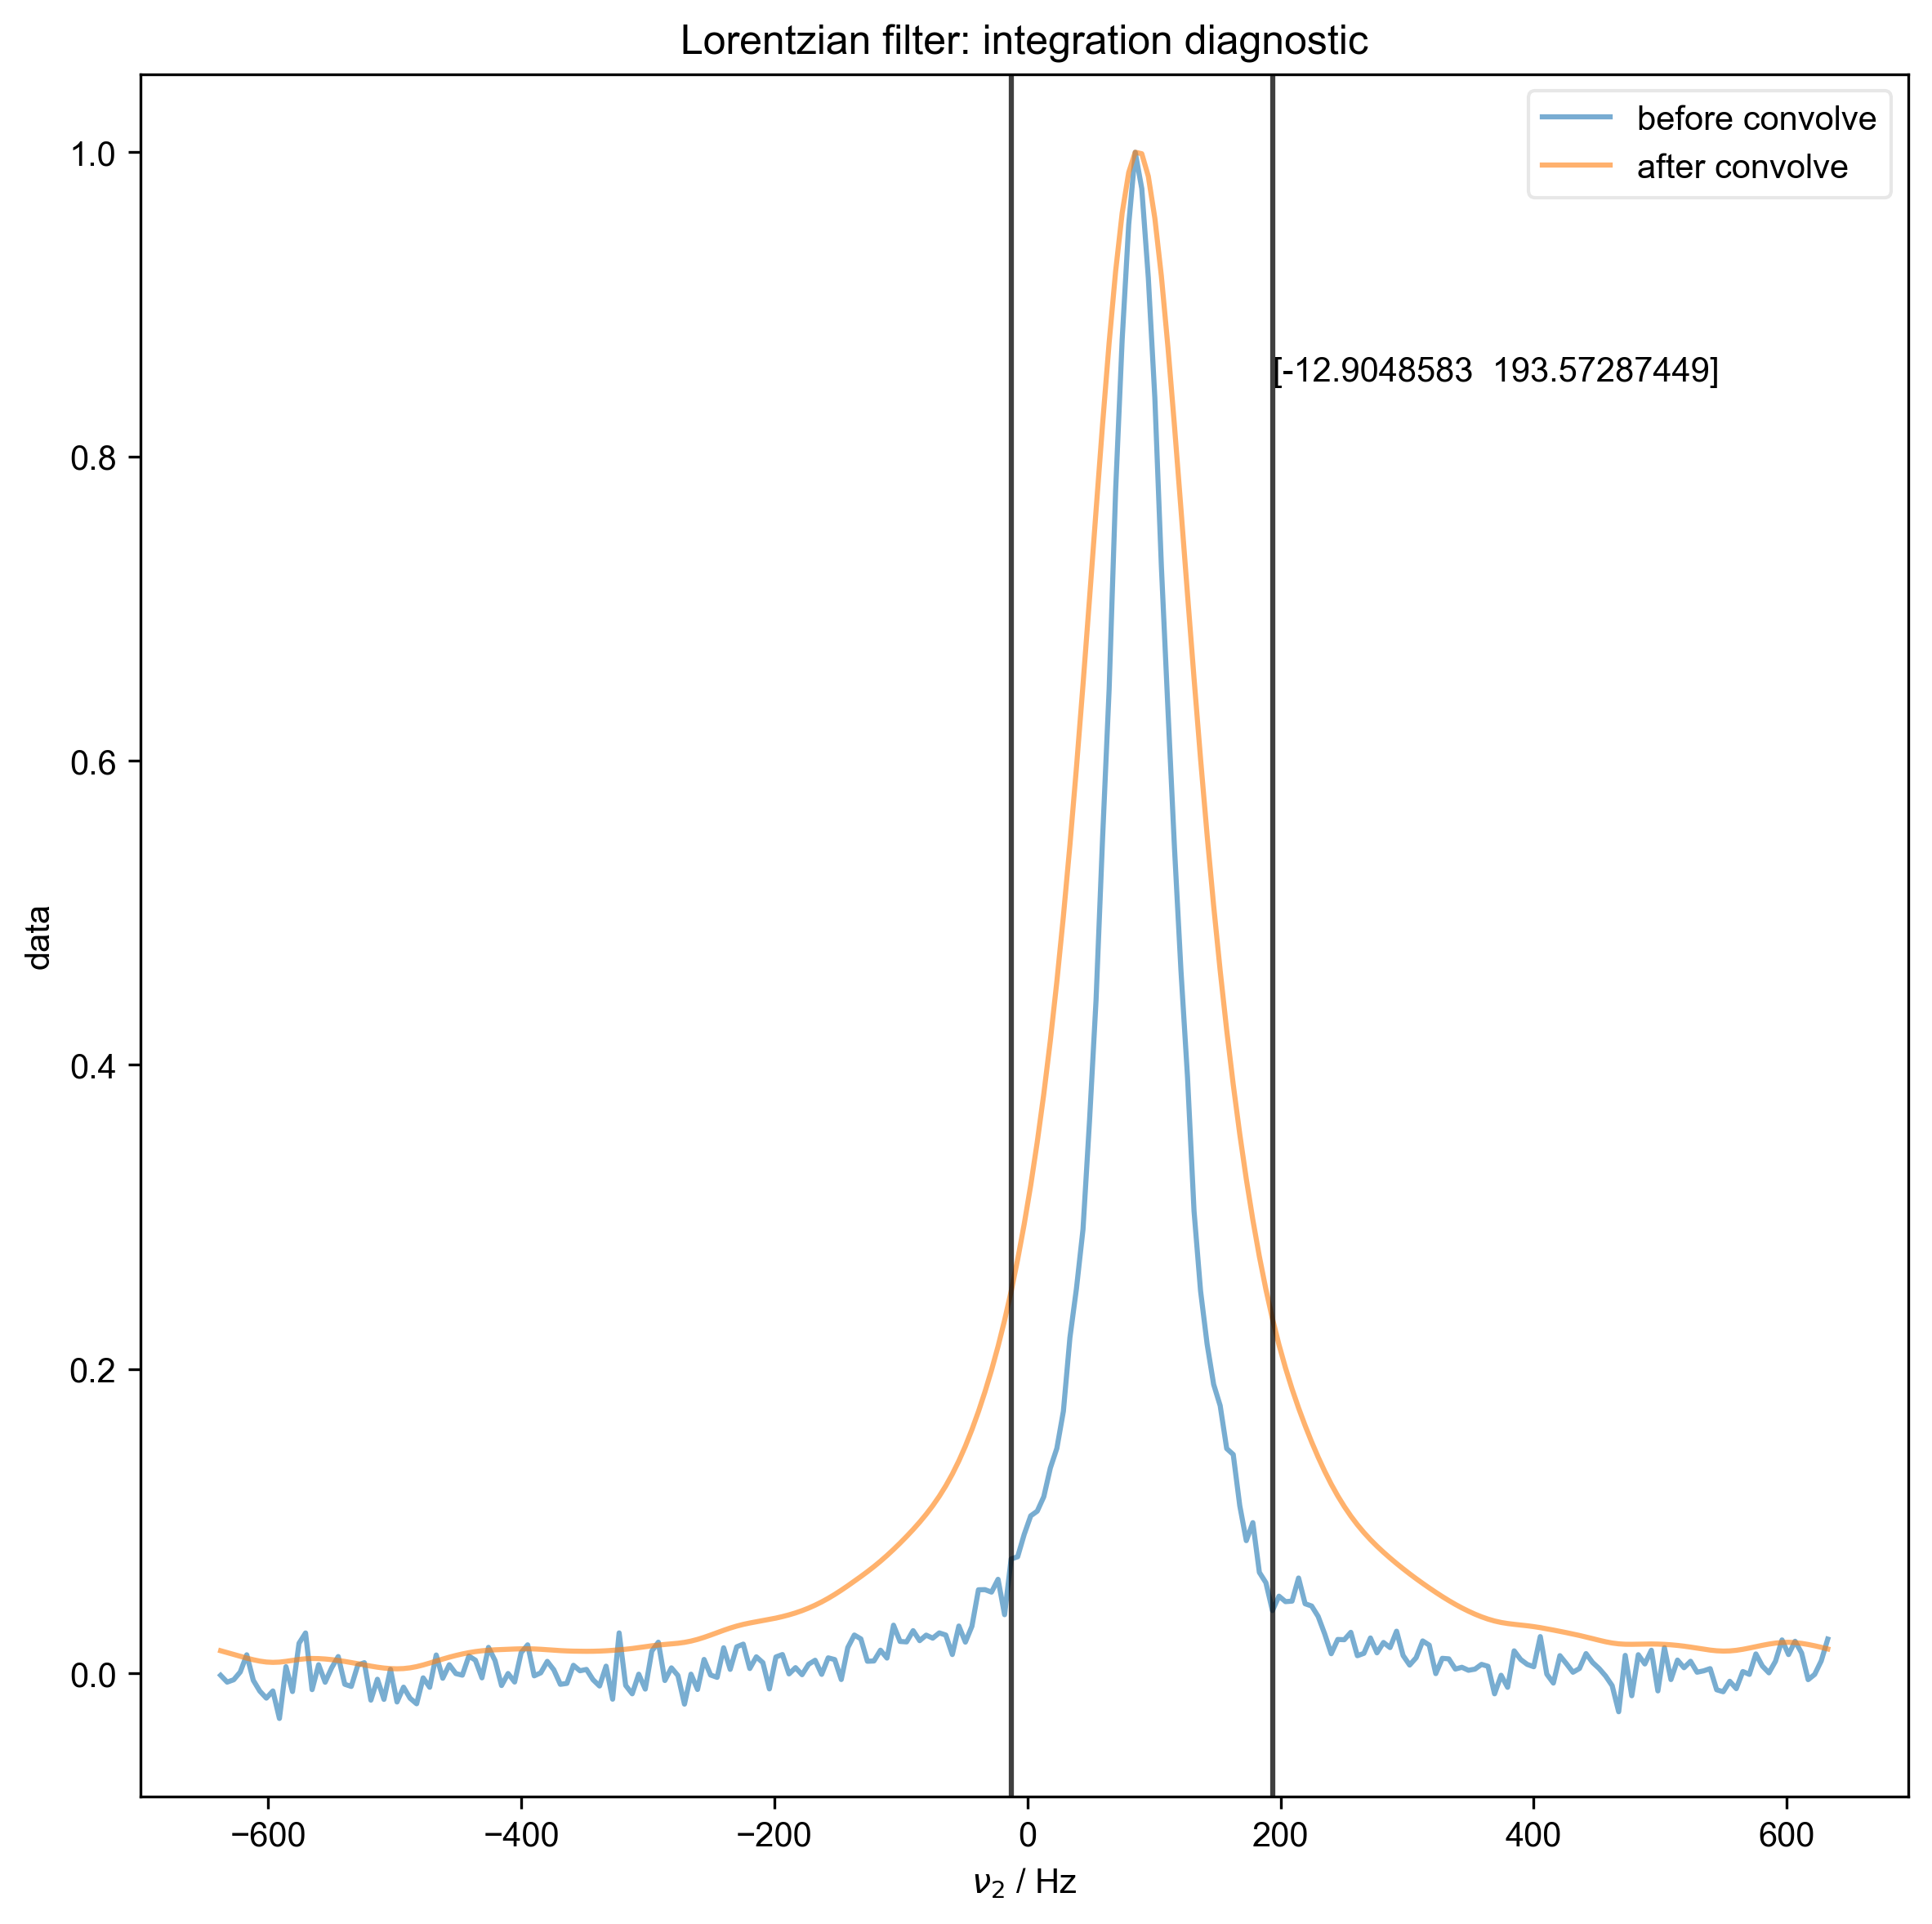 Lorentzian filter: integration diagnostic
before convolve
after convolve
[-12.9048583  193.57287449]
1.0
0.8
0.6
0.4
0.2
0.0
data
−600 −400 −200 0 200 400 600
ν₂ / Hz